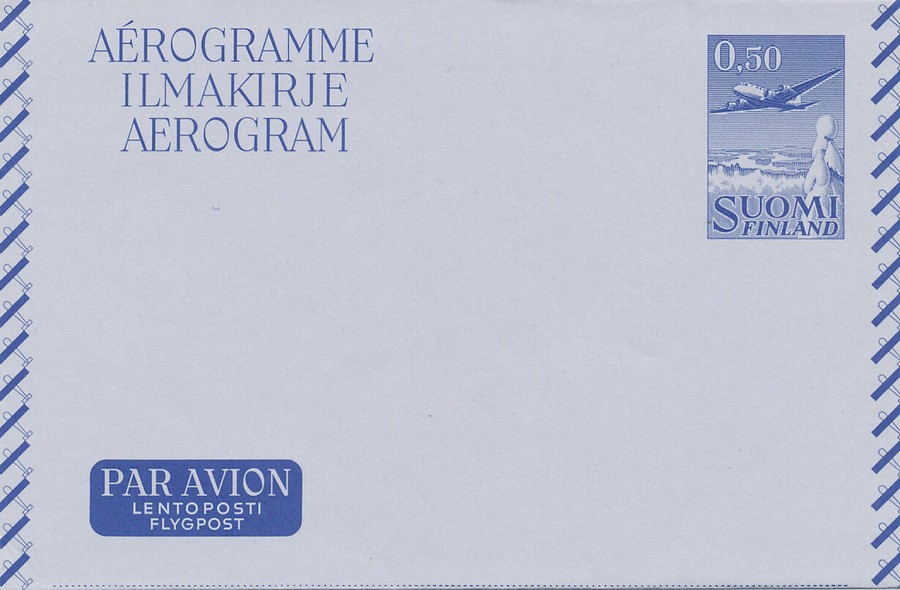 AÉROGRAMME
ILMAKIRJE
AEROGRAM
0,50
SUOMI
FINLAND
PAR AVION
LENTOPOSTI
FLYGPOST